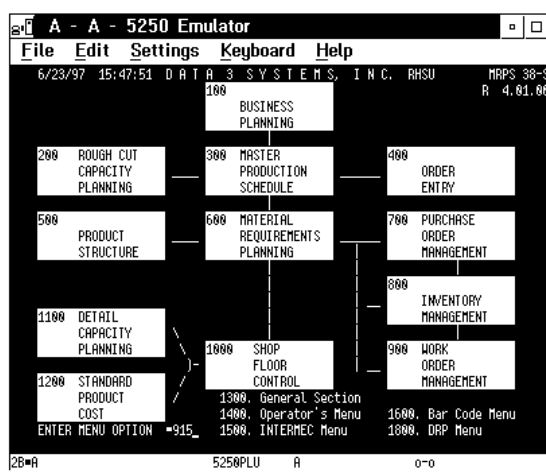 A - A - 5250 Emulator
File Edit Settings Keyboard Help
6/23/97 15:47:51 D A T A 3 S Y S T E M S, I N C. RHSU MRPS 38-S
R 4.01.00
100
BUSINESS
PLANNING
200 ROUGH CUT
CAPACITY
PLANNING
300 MASTER
PRODUCTION
SCHEDULE
400
ORDER
ENTRY
500
PRODUCT
STRUCTURE
600 MATERIAL
REQUIREMENTS
PLANNING
700 PURCHASE
ORDER
MANAGEMENT
800
INVENTORY
MANAGEMENT
1100 DETAIL
CAPACITY
PLANNING
1000 SHOP
FLOOR
CONTROL
900 WORK
ORDER
MANAGEMENT
1200 STANDARD
PRODUCT
COST
1300. General Section
1400. Operator's Menu 1600. Bar Code Menu
ENTER MENU OPTION =915_ 1500. INTERMEC Menu 1800. DRP Menu
2B=A 5250PLU A o-o